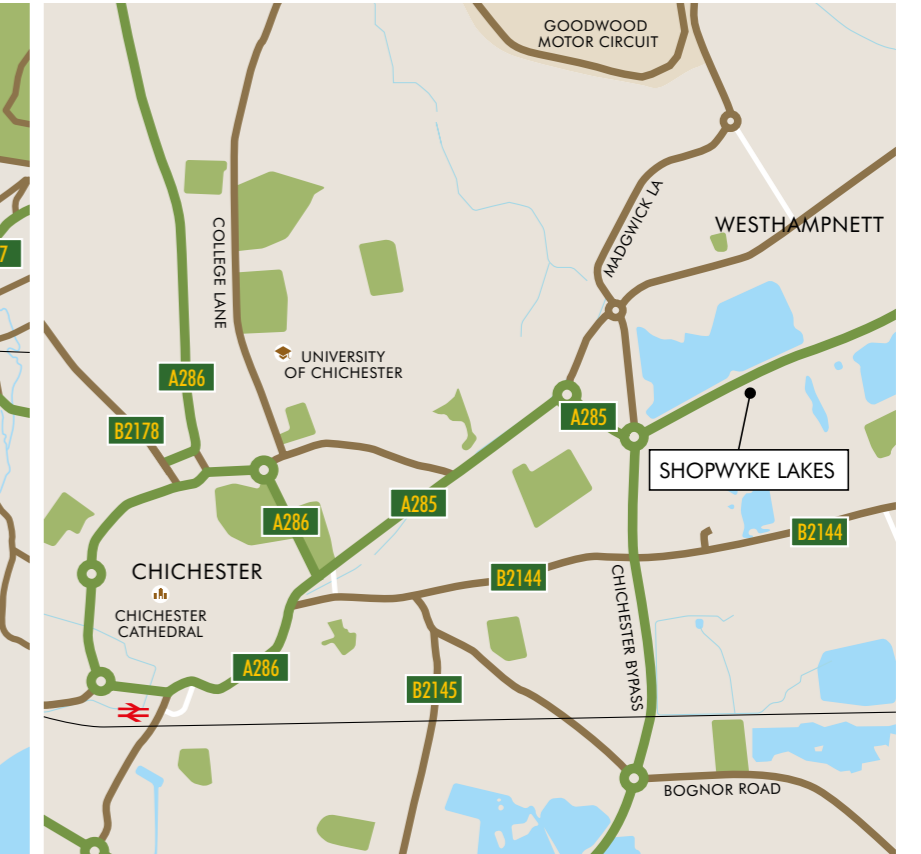 GOODWOOD
MOTOR CIRCUIT
MADGWICK LA
WESTHAMPNETT
COLLEGE LANE
7
UNIVERSITY
OF CHICHESTER
A286
A285
B2178
SHOPWYKE LAKES
A285
A286
B2144
CHICHESTER
B2144
CHICHESTER
CATHEDRAL
CHICHESTER BYPASS
A286
B2145
BOGNOR ROAD